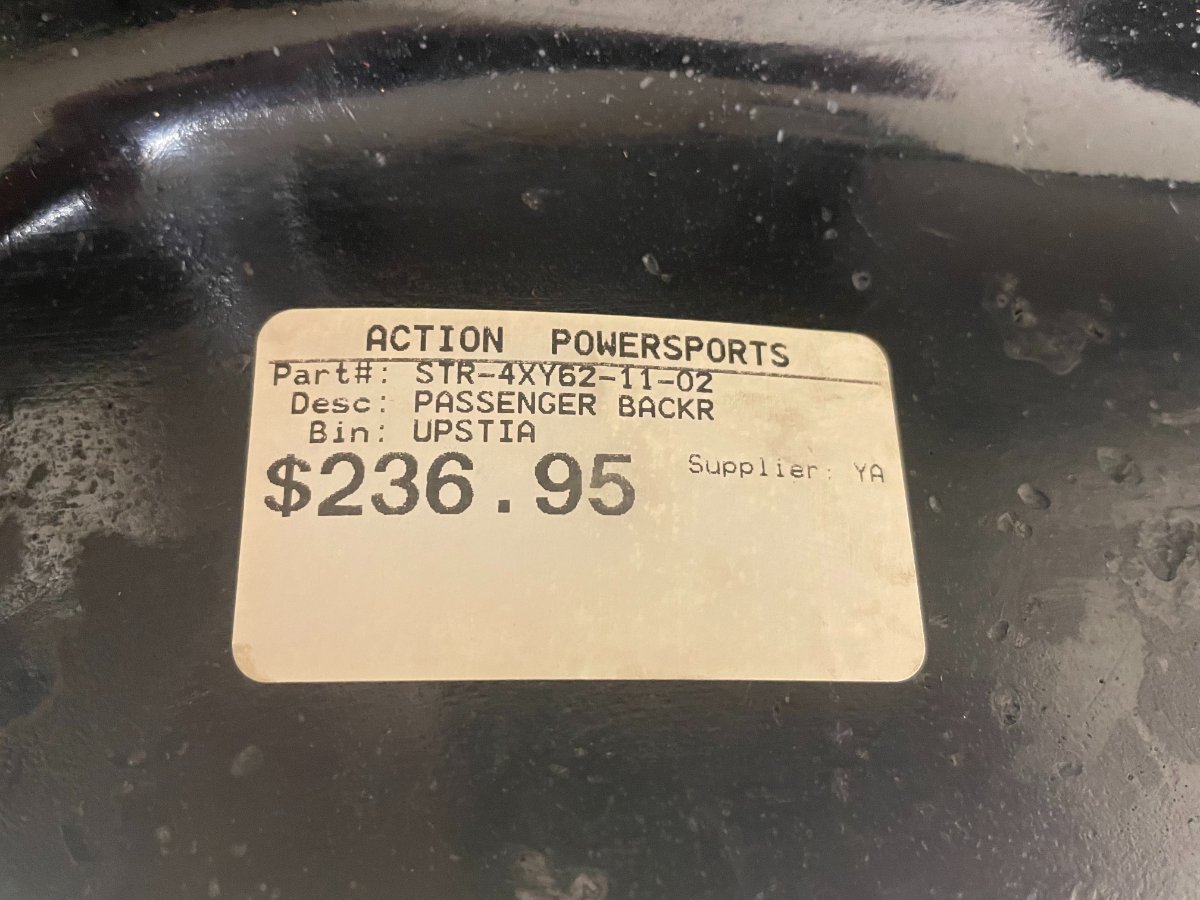 ACTION POWERSPORTS
Part#: STR-4XY62-11-02
Desc: PASSENGER BACKR
Bin: UPSTIA
$236.95 Supplier: YA